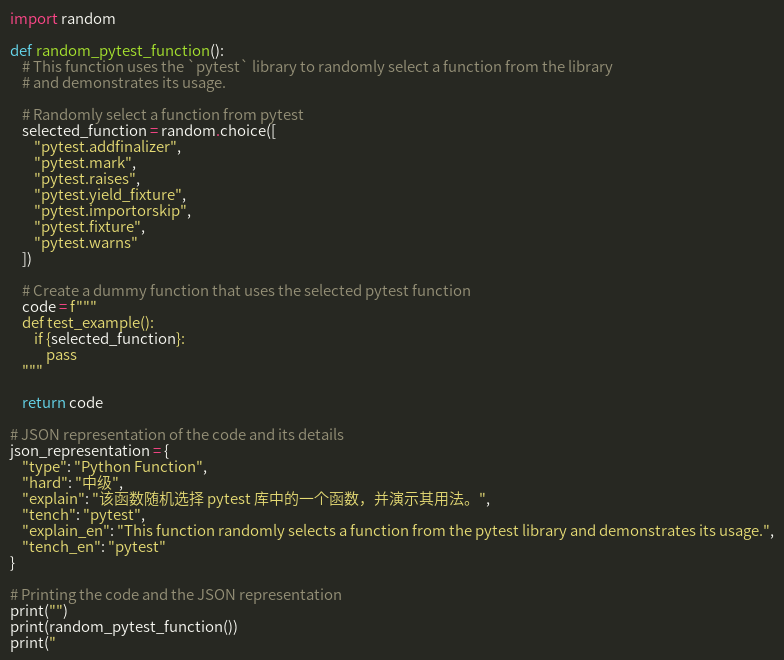 import random
def random_pytest_function():
# This function uses the `pytest` library to randomly select a function from the library
# and demonstrates its usage.
# Randomly select a function from pytest
selected_function = random.choice([
"pytest.addfinalizer",
"pytest.mark",
"pytest.raises",
"pytest.yield_fixture",
"pytest.importorskip",
"pytest.fixture",
"pytest.warns"
])
# Create a dummy function that uses the selected pytest function
code = f"""
def test_example():
if {selected_function}:
pass
"""
return code
# JSON representation of the code and its details
json_representation = {
"type": "Python Function",
"hard": "中级",
"explain": "该函数随机选择 pytest 库中的一个函数，并演示其用法。",
"tench": "pytest",
"explain_en": "This function randomly selects a function from the pytest library and demonstrates its usage.",
"tench_en": "pytest"
}
# Printing the code and the JSON representation
print("")
print(random_pytest_function())
print("